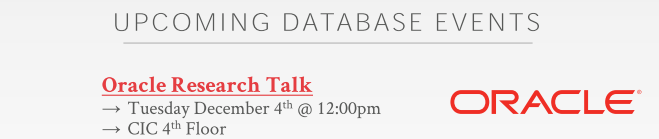 UPCOMING DATABASE EVENTS
Oracle Research Talk
→ Tuesday December 4th @ 12:00pm
→ CIC 4th Floor
ORACLE®